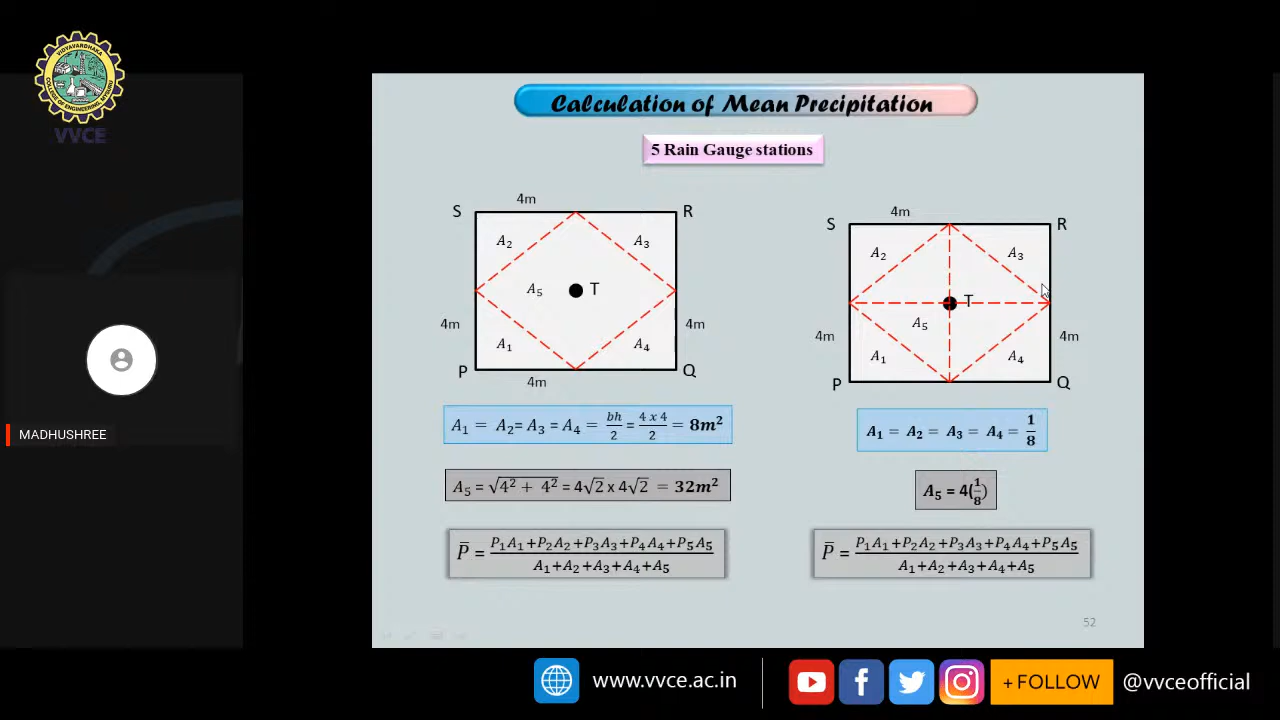 VIDYAVARDHAKA
VVCE
Calculation of Mean Precipitation
5 Rain Gauge stations
4m
S R
A₂ A₃
A₅ T
4m 4m
A₁ A₄
P Q
4m
4m
S R
A₂ A₃
T
A₅
4m 4m
A₁ A₄
P Q
A₁ = A₂= A₃ = A₄ = bh/2 = 4 x 4/2 = 8m²
A₅ = √4² + 4² = 4√2 x 4√2 = 32m²
P̅ = P₁A₁+P₂A₂+P₃A₃+P₄A₄+P₅A₅ / A₁+A₂+A₃+A₄+A₅
A₁ = A₂ = A₃ = A₄ = 1/8
A₅ = 4(1/8)
P̅ = P₁A₁+P₂A₂+P₃A₃+P₄A₄+P₅A₅ / A₁+A₂+A₃+A₄+A₅
52
MADHUSHREE
www.vvce.ac.in
+ FOLLOW
@vvceofficial